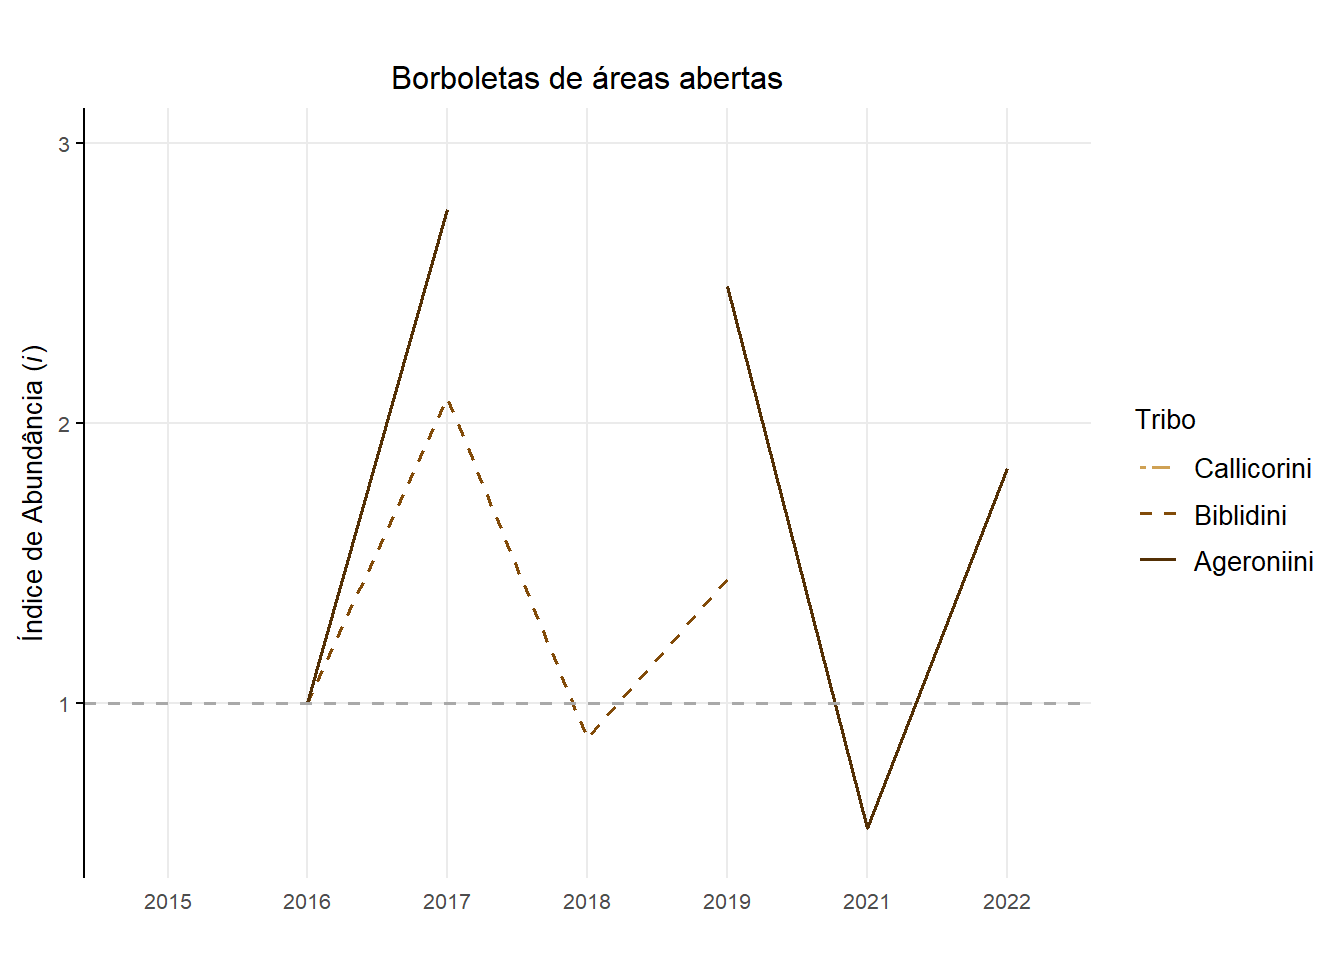 Borboletas de áreas abertas
Índice de Abundância (i)
3
2
1
2015 2016 2017 2018 2019 2021 2022
Tribo
Callicorini
Biblidini
Ageroniini